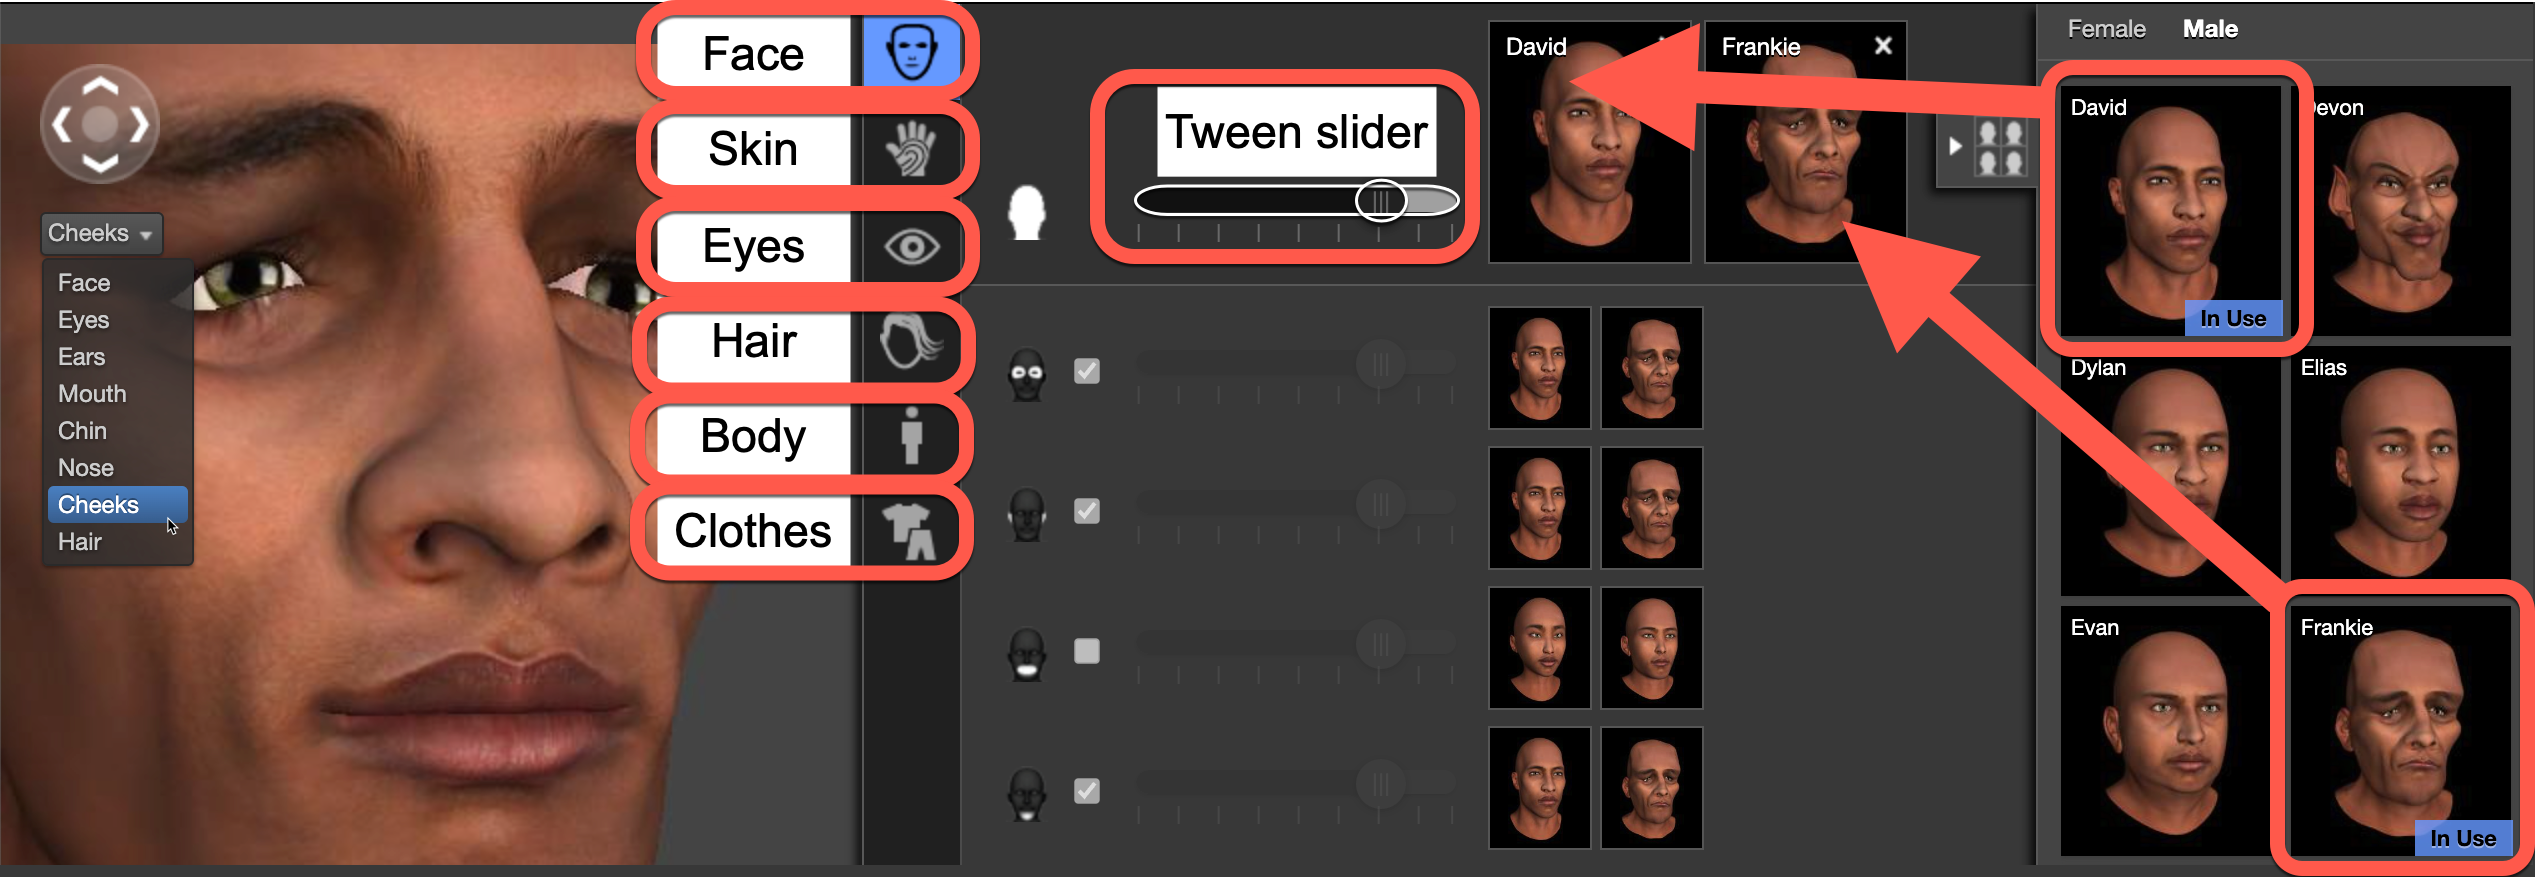 Cheeks
Face
Eyes
Ears
Mouth
Chin
Nose
Cheeks
Hair
Face
Skin
Eyes
Hair
Body
Clothes
Tween slider
David
Frankie
Female Male
David
In Use
Devon
Dylan
Elias
Evan
Frankie
In Use